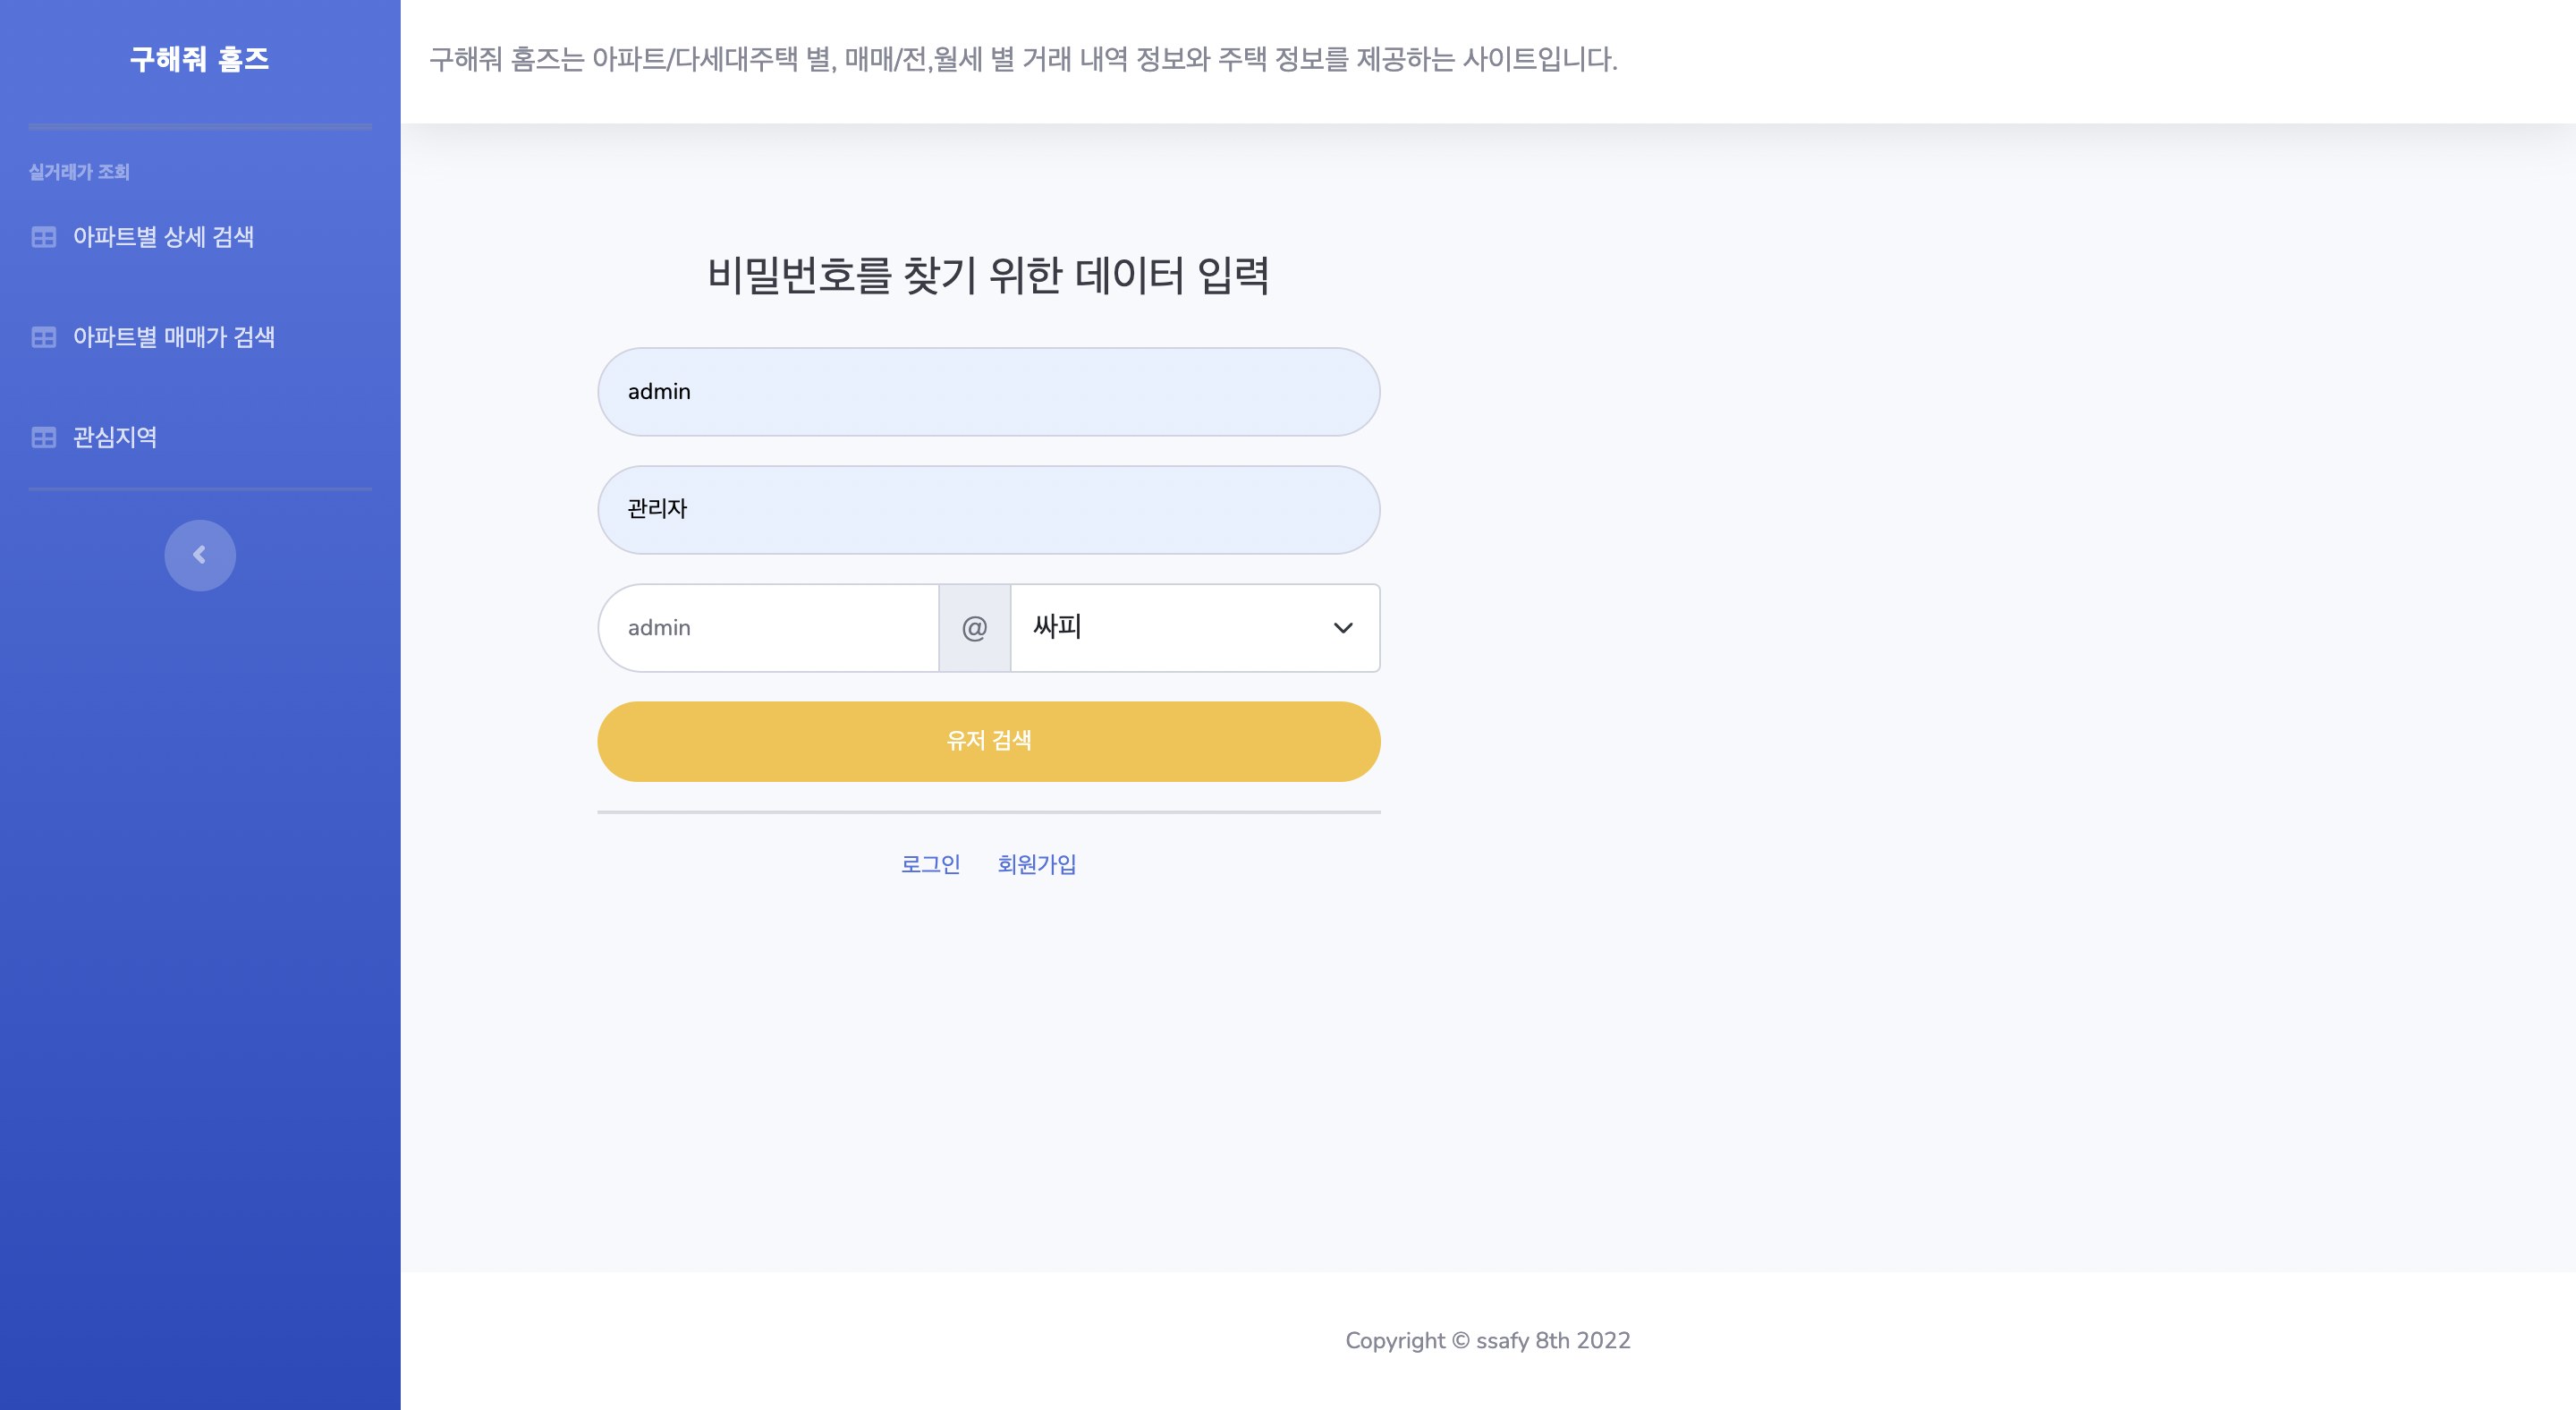 구해줘 홈즈
실거래가 조회
아파트별 상세 검색
아파트별 매매가 검색
관심지역
구해줘 홈즈는 아파트/다세대주택 별, 매매/전,월세 별 거래 내역 정보와 주택 정보를 제공하는 사이트입니다.
비밀번호를 찾기 위한 데이터 입력
admin
관리자
admin @ 싸피
유저 검색
로그인 회원가입
Copyright © ssafy 8th 2022